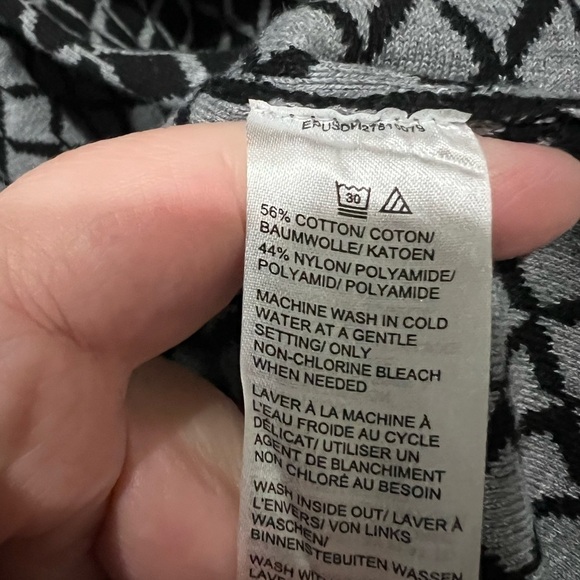 30
56% COTTON/ COTON/
BAUMWOLLE/ KATOEN
44% NYLON/ POLYAMIDE/
POLYAMID/ POLYAMIDE
MACHINE WASH IN COLD
WATER AT A GENTLE
SETTING/ ONLY
NON-CHLORINE BLEACH
WHEN NEEDED
LAVER À LA MACHINE À
L'EAU FROIDE AU CYCLE
DÉLICAT/ UTILISER UN
AGENT DE BLANCHIMENT
NON CHLORÉ AU BESOIN
WASH INSIDE OUT/ LAVER À
L'ENVERS/ VON LINKS
WASCHEN/
BINNENSTEBUITEN WASSEN
WASH